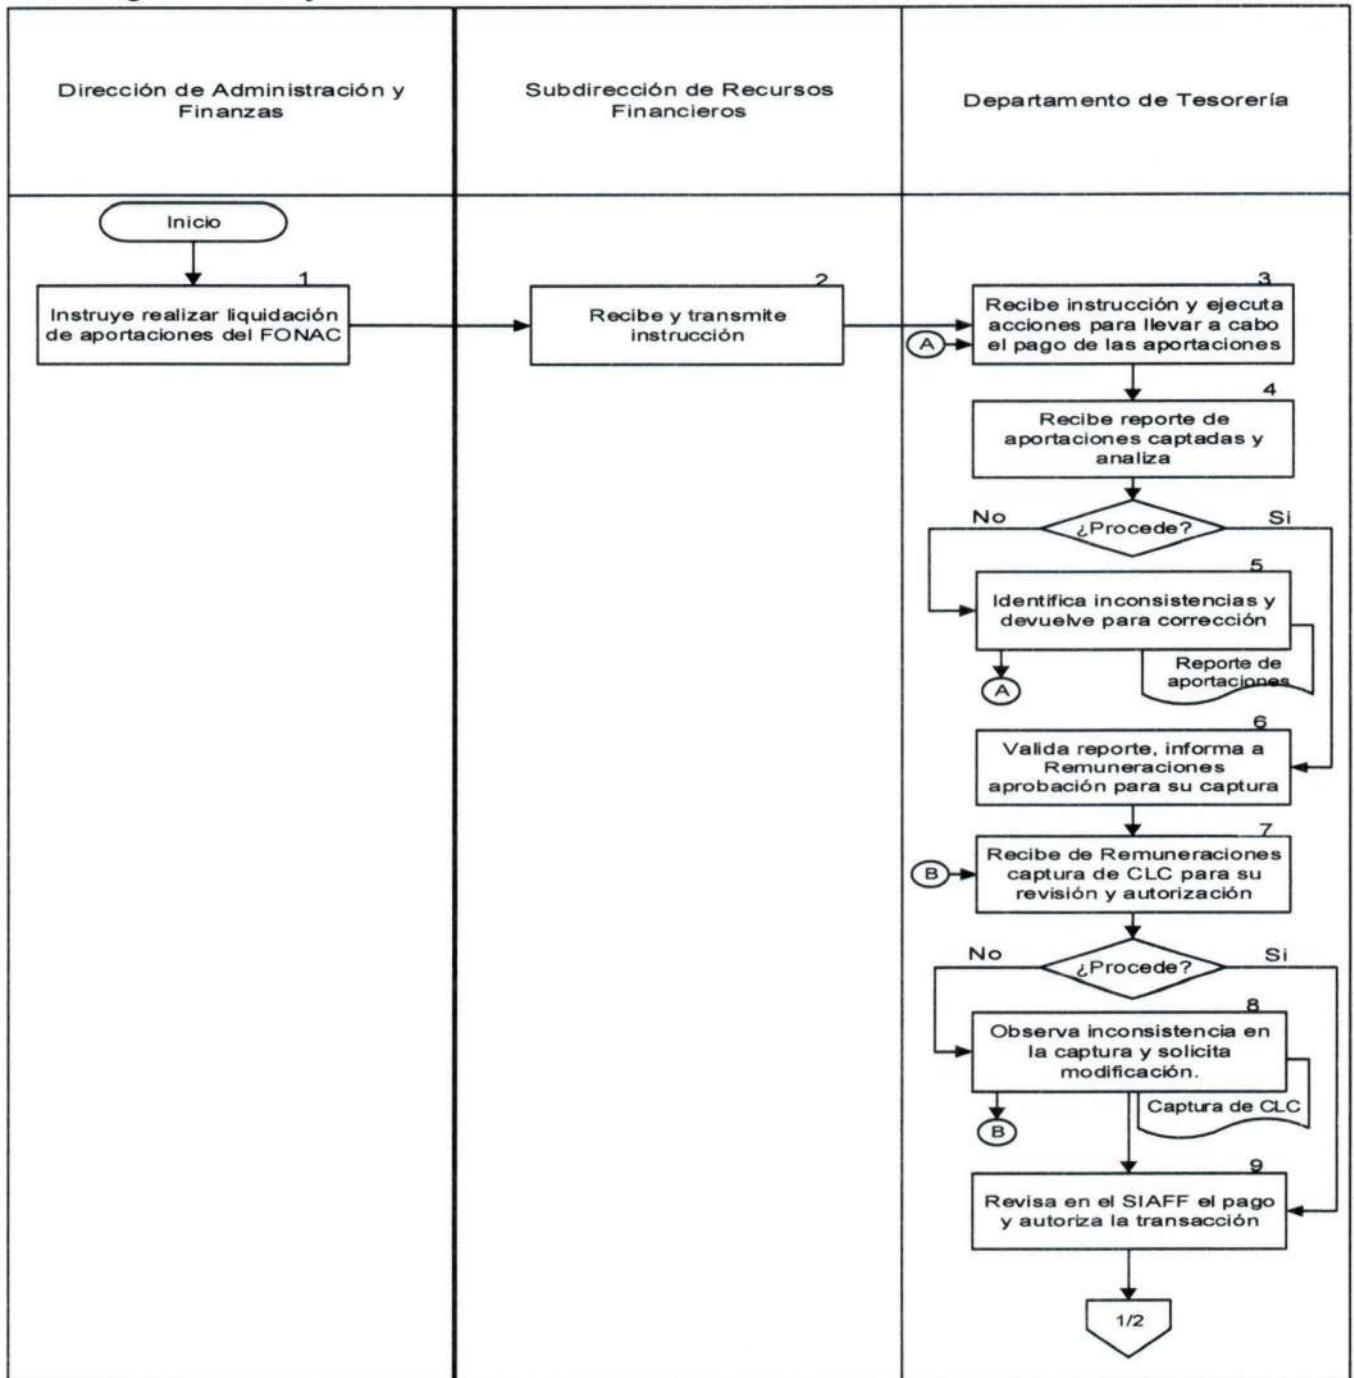 Dirección de Administración y
Finanzas
Subdirección de Recursos
Financieros
Departamento de Tesorería
Inicio
1
Instruye realizar liquidación
de aportaciones del FONAC
2
Recibe y transmite
instrucción
3
Recibe instrucción y ejecuta
acciones para llevar a cabo
el pago de las aportaciones
A
4
Recibe reporte de
aportaciones captadas y
analiza
No
¿Procede?
Si
5
Identifica inconsistencias y
devuelve para corrección
Reporte de
aportaciones
A
6
Valida reporte, informa a
Remuneraciones
aprobación para su captura
7
Recibe de Remuneraciones
captura de CLC para su
revisión y autorización
B
No
¿Procede?
Si
8
Observa inconsistencia en
la captura y solicita
modificación.
Captura de CLC
B
9
Revisa en el SIAFF el pago
y autoriza la transacción
1/2